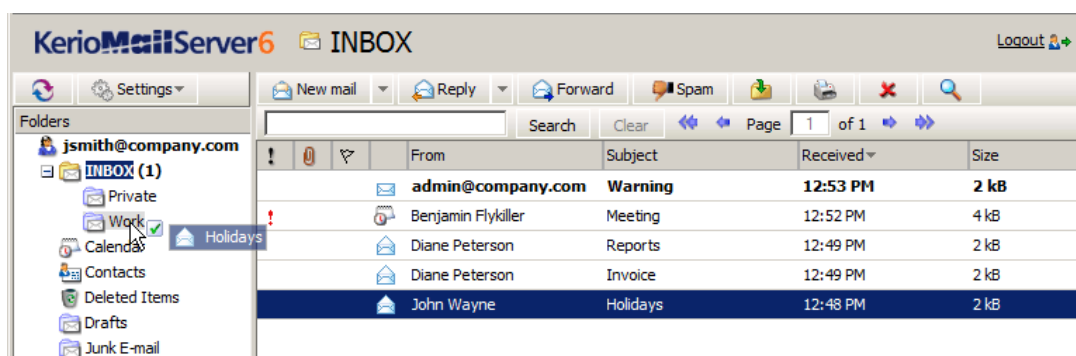 KerioMailServer6 INBOX Logout
Settings New mail Reply Forward Spam
Folders Search Clear Page 1 of 1
jsmith@company.com ! From Subject Received Size
INBOX (1) admin@company.com Warning 12:53 PM 2 kB
Private
Work ! Benjamin Flykiller Meeting 12:52 PM 4 kB
Holidays
Calendar Diane Peterson Reports 12:49 PM 2 kB
Contacts Diane Peterson Invoice 12:49 PM 2 kB
Deleted Items John Wayne Holidays 12:48 PM 2 kB
Drafts
Junk E-mail